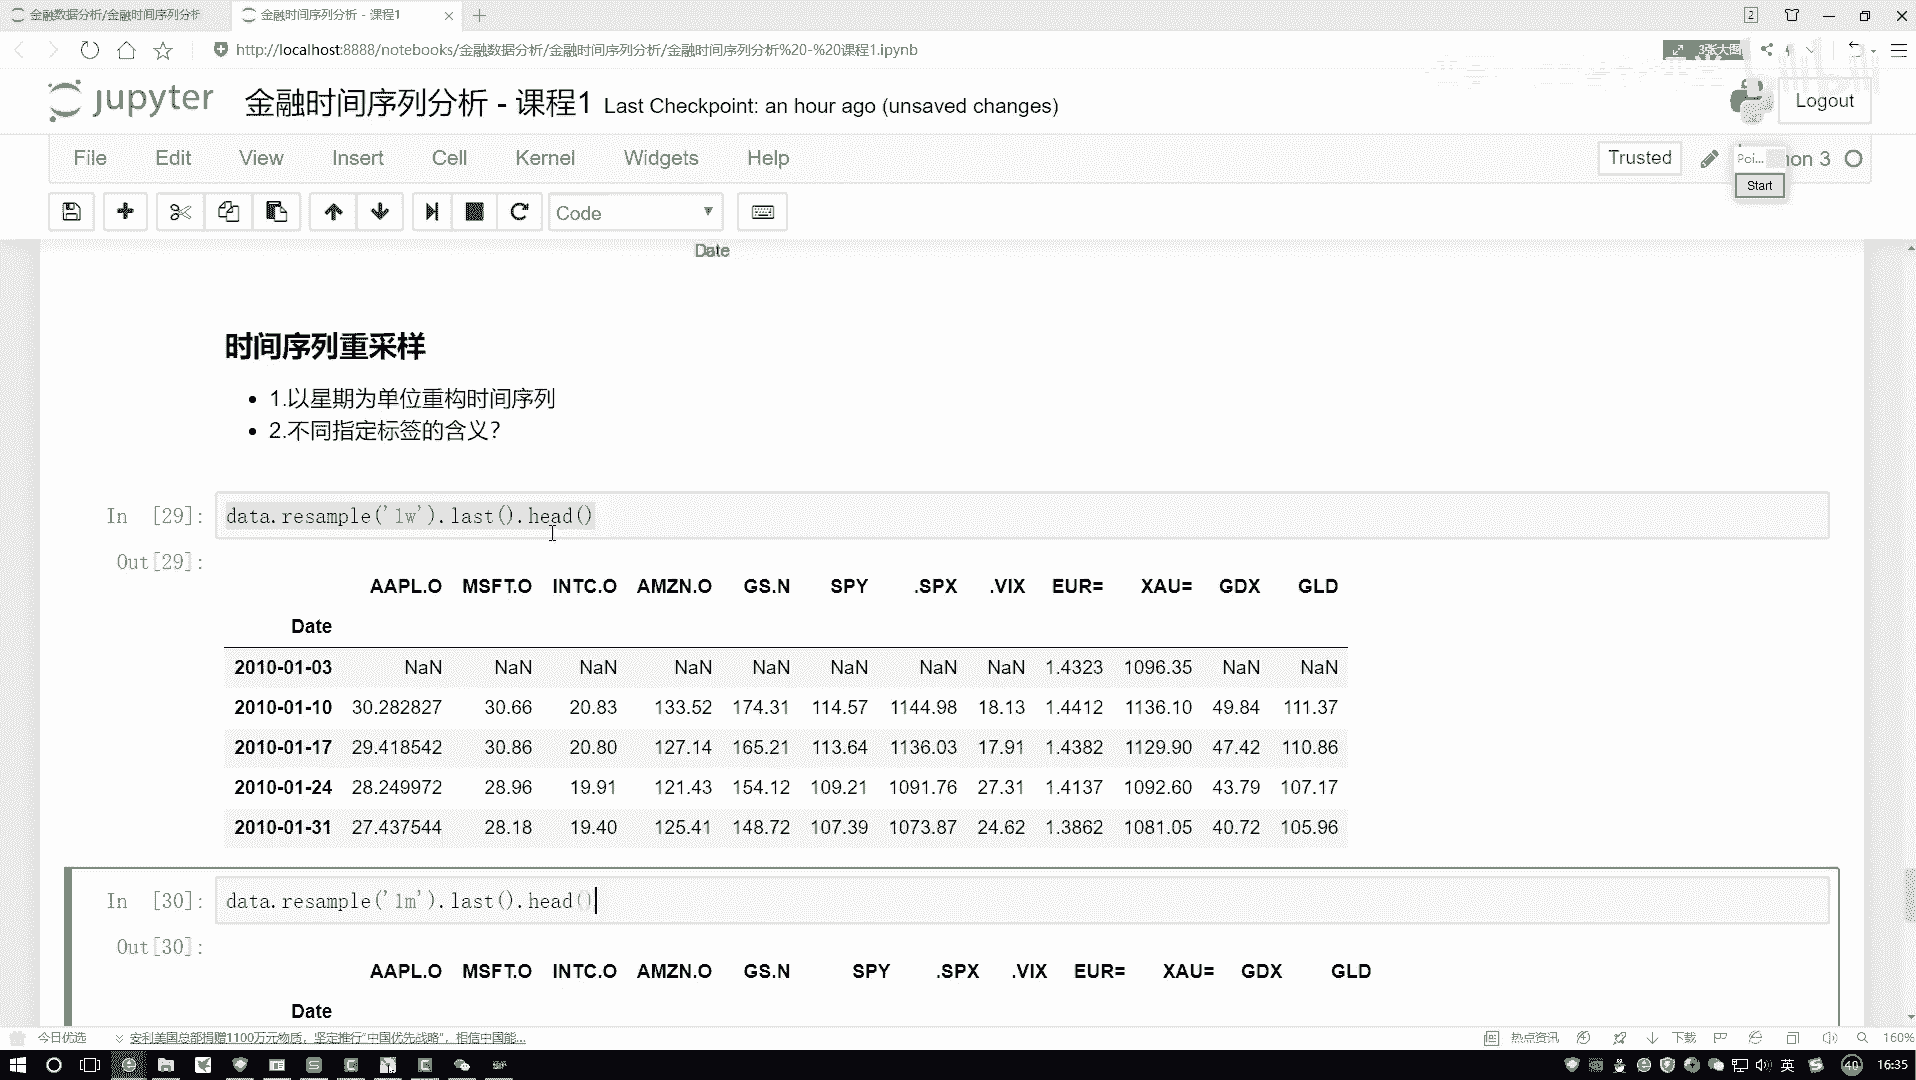 金融数据分析/金融时间序列分析
金融时间序列分析 - 课程1
2
http://localhost:8888/notebooks/金融数据分析/金融时间序列分析/金融时间序列分析%20-%20课程1.ipynb
3张大图
jupyter 金融时间序列分析 - 课程1 Last Checkpoint: an hour ago (unsaved changes)
Logout
File Edit View Insert Cell Kernel Widgets Help
Trusted
Poi... hon 3
Start
Code
Date
时间序列重采样
1.以星期为单位重构时间序列
2.不同指定标签的含义?
In [29]: data.resample('1w').last().head()
Out[29]:
AAPL.O MSFT.O INTC.O AMZN.O GS.N SPY .SPX .VIX EUR= XAU= GDX GLD
Date
2010-01-03 NaN NaN NaN NaN NaN NaN NaN NaN 1.4323 1096.35 NaN NaN
2010-01-10 30.282827 30.66 20.83 133.52 174.31 114.57 1144.98 18.13 1.4412 1136.10 49.84 111.37
2010-01-17 29.418542 30.86 20.80 127.14 165.21 113.64 1136.03 17.91 1.4382 1129.90 47.42 110.86
2010-01-24 28.249972 28.96 19.91 121.43 154.12 109.21 1091.76 27.31 1.4137 1092.60 43.79 107.17
2010-01-31 27.437544 28.18 19.40 125.41 148.72 107.39 1073.87 24.62 1.3862 1081.05 40.72 105.96
In [30]: data.resample('1m').last().head()
Out[30]:
AAPL.O MSFT.O INTC.O AMZN.O GS.N SPY .SPX .VIX EUR= XAU= GDX GLD
Date
今日优选 安利美国总部捐赠1100万元物质，坚定推行“中国优先战略”，相信中国能...
热点资讯 下载 160%
英 40 16:35